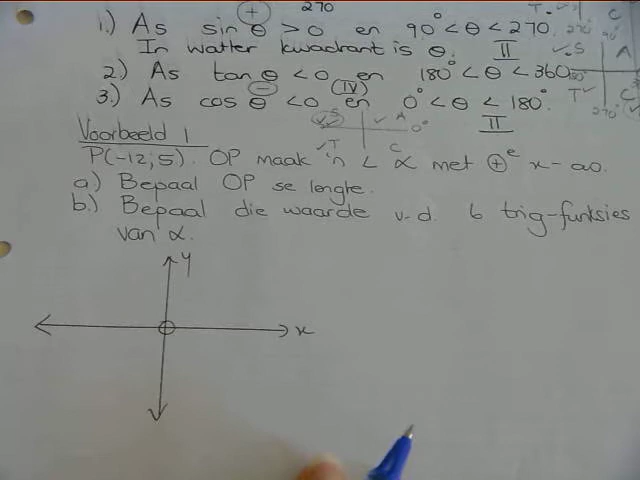 270
1.) As sin θ > 0 en 90° < θ < 270.
In watter kwadrant is θ. II
2) As tan θ < 0 en 180° < θ < 360
(IV)
3.) As cos θ < 0 en 0° < θ < 180°.
II
Voorbeeld 1
P(-12; 5). OP maak 'n < α met ⊕e x-as.
a) Bepaal OP se lengte.
b.) Bepaal die waarde v-d. 6 trig-funksies
van α.
y
x